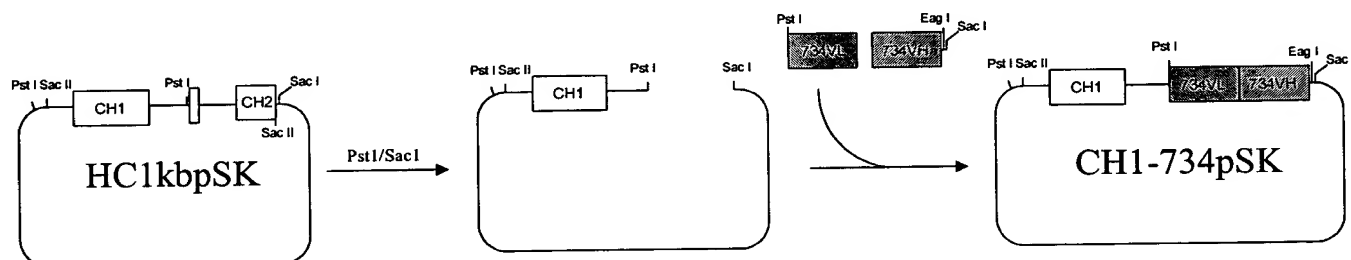 Pst I Sac II
CH1
Pst I
CH2
Sac I
Sac II
HC1kbpSK
Pst1/Sac1
Pst I Sac II
CH1
Pst I
Sac I
Pst I
734VL
734VH
Eag I
Sac I
Pst I Sac II
CH1
Pst I
734VL
734VH
Eag I
Sac
CH1-734pSK